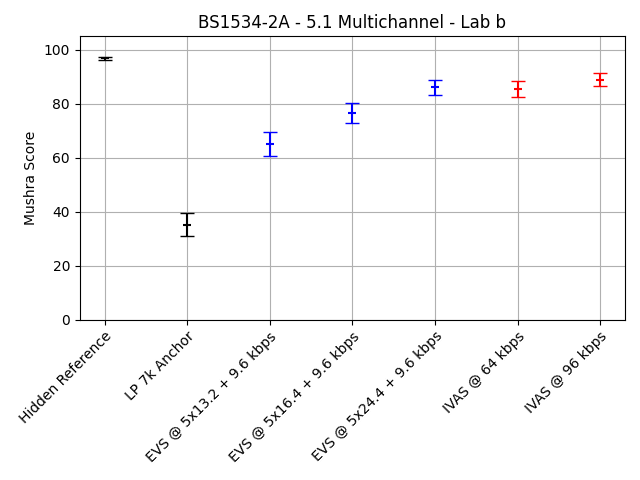 BS1534-2A - 5.1 Multichannel - Lab b
Mushra Score
100
80
60
40
20
0
Hidden Reference
LP 7k Anchor
EVS @ 5x13.2 + 9.6 kbps
EVS @ 5x16.4 + 9.6 kbps
EVS @ 5x24.4 + 9.6 kbps
IVAS @ 64 kbps
IVAS @ 96 kbps